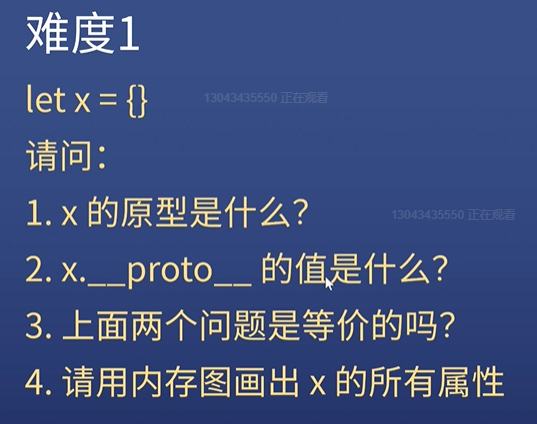 难度1
let x = {}
13043435550 正在观看
请问：
1. x 的原型是什么？
13043435550 正在观看
2. x.__proto__ 的值是什么？
3. 上面两个问题是等价的吗？
4. 请用内存图画出 x 的所有属性